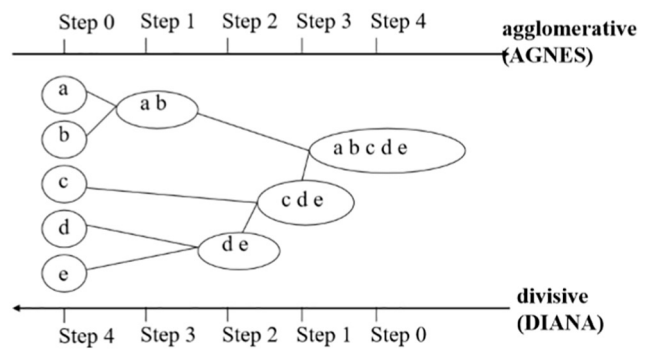 Step 0 Step 1 Step 2 Step 3 Step 4
agglomerative
(AGNES)
a
a b
b
a b c d e
c
c d e
d
d e
e
divisive
(DIANA)
Step 4 Step 3 Step 2 Step 1 Step 0